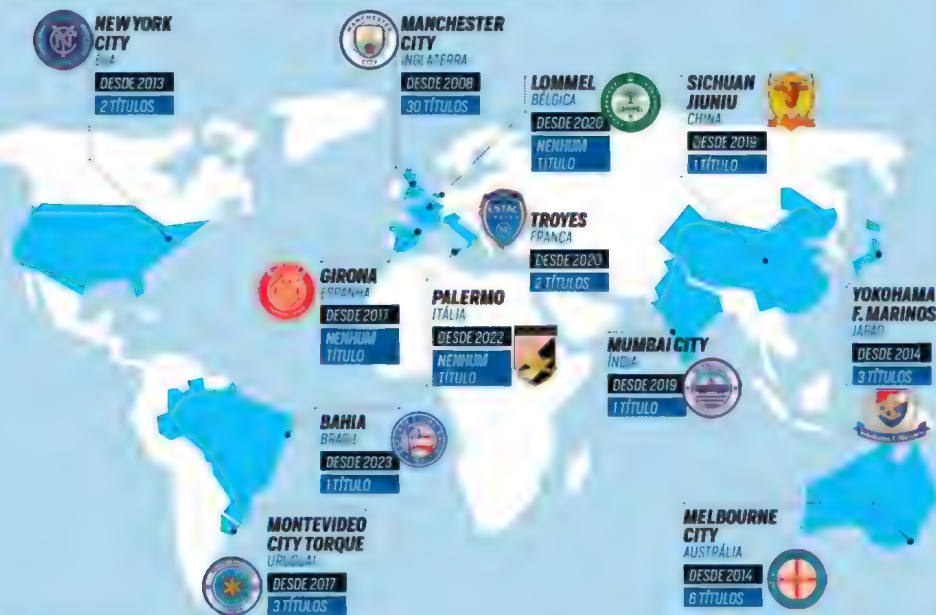 NEW YORK
CITY
EUA
DESDE 2013
2 TÍTULOS
MANCHESTER
CITY
INGLATERRA
DESDE 2008
30 TÍTULOS
LOMMEL
BÉLGICA
DESDE 2020
NENHUM
TÍTULO
SICHUAN
JIUNIU
CHINA
DESDE 2019
1 TÍTULO
TROYES
FRANÇA
DESDE 2020
2 TÍTULOS
GIRONA
ESPANHA
DESDE 2017
NENHUM
TÍTULO
PALERMO
ITÁLIA
DESDE 2022
NENHUM
TÍTULO
MUMBAI CITY
ÍNDIA
DESDE 2019
1 TÍTULO
YOKOHAMA
F. MARINOS
JAPÃO
DESDE 2014
3 TÍTULOS
BAHIA
BRASIL
DESDE 2023
1 TÍTULO
MONTEVIDEO
CITY TORQUE
URUGUAI
DESDE 2017
3 TÍTULOS
MELBOURNE
CITY
AUSTRÁLIA
DESDE 2014
6 TÍTULOS
MANCHESTER
CITY
ESTAC